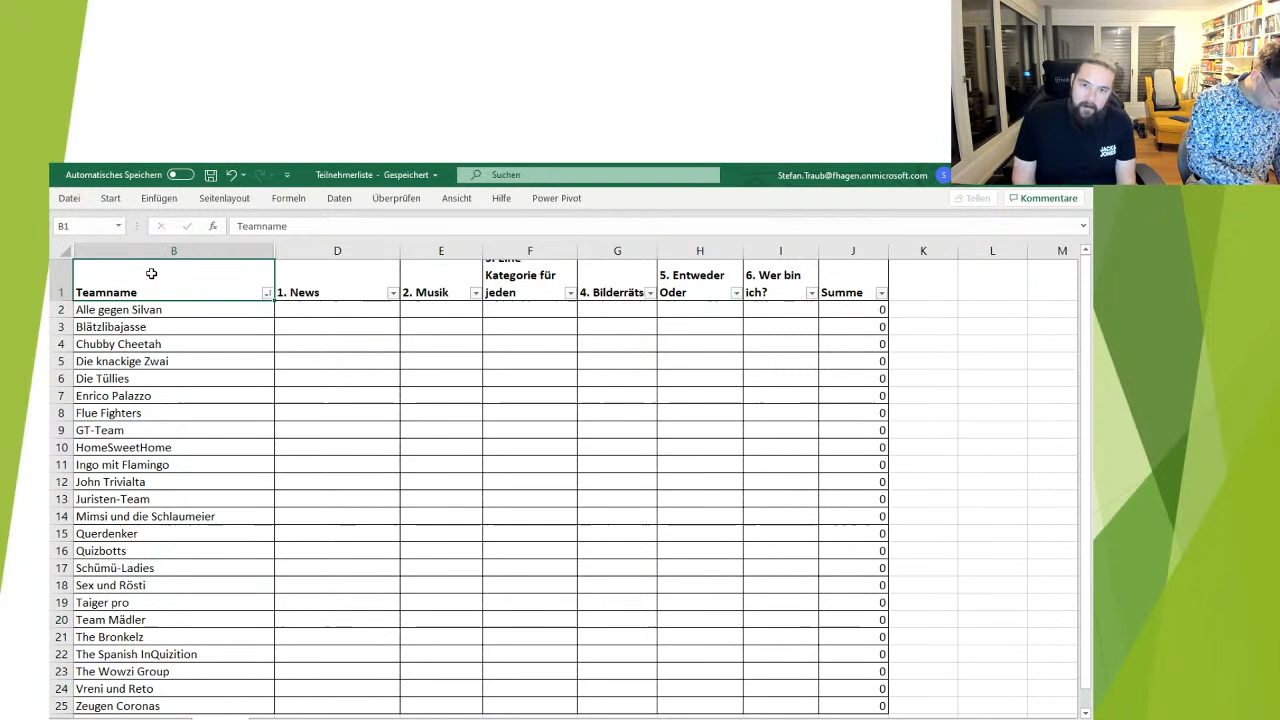 Automatisches Speichern
Teilnehmerliste - Gespeichert
Suchen
Stefan.Traub@fhagen.onmicrosoft.com
S
Datei Start Einfügen Seitenlayout Formeln Daten Überprüfen Ansicht Hilfe Power Pivot Teilen Kommentare
B1 fx Teamname
B D E F G H I J K L M
1 Teamname 1. News 2. Musik 3. Eine Kategorie für jeden 4. Bilderräts 5. Entweder Oder 6. Wer bin ich? Summe
2 Alle gegen Silvan 0
3 Blätzlibajasse 0
4 Chubby Cheetah 0
5 Die knackige Zwai 0
6 Die Tüllies 0
7 Enrico Palazzo 0
8 Flue Fighters 0
9 GT-Team 0
10 HomeSweetHome 0
11 Ingo mit Flamingo 0
12 John Trivialta 0
13 Juristen-Team 0
14 Mimsi und die Schlaumeier 0
15 Querdenker 0
16 Quizbotts 0
17 Schümü-Ladies 0
18 Sex und Rösti 0
19 Taiger pro 0
20 Team Mädler 0
21 The Bronkelz 0
22 The Spanish InQuizition 0
23 The Wowzi Group 0
24 Vreni und Reto 0
25 Zeugen Coronas 0
JACK&
JONES